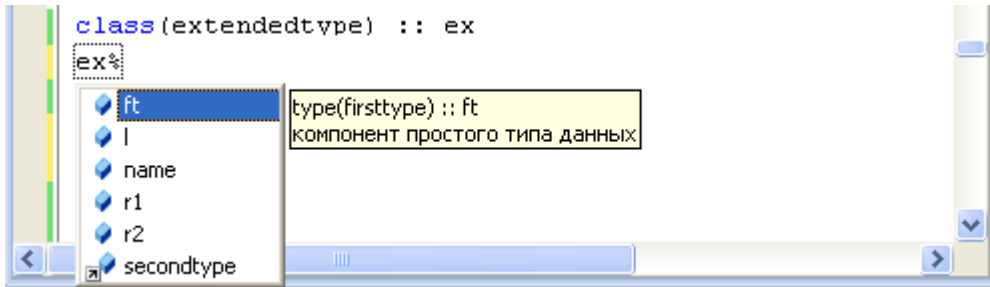 class(extendedtype) :: ex
ex%
ft
type(firsttype) :: ft
компонент простого типа данных
l
name
r1
r2
secondtype